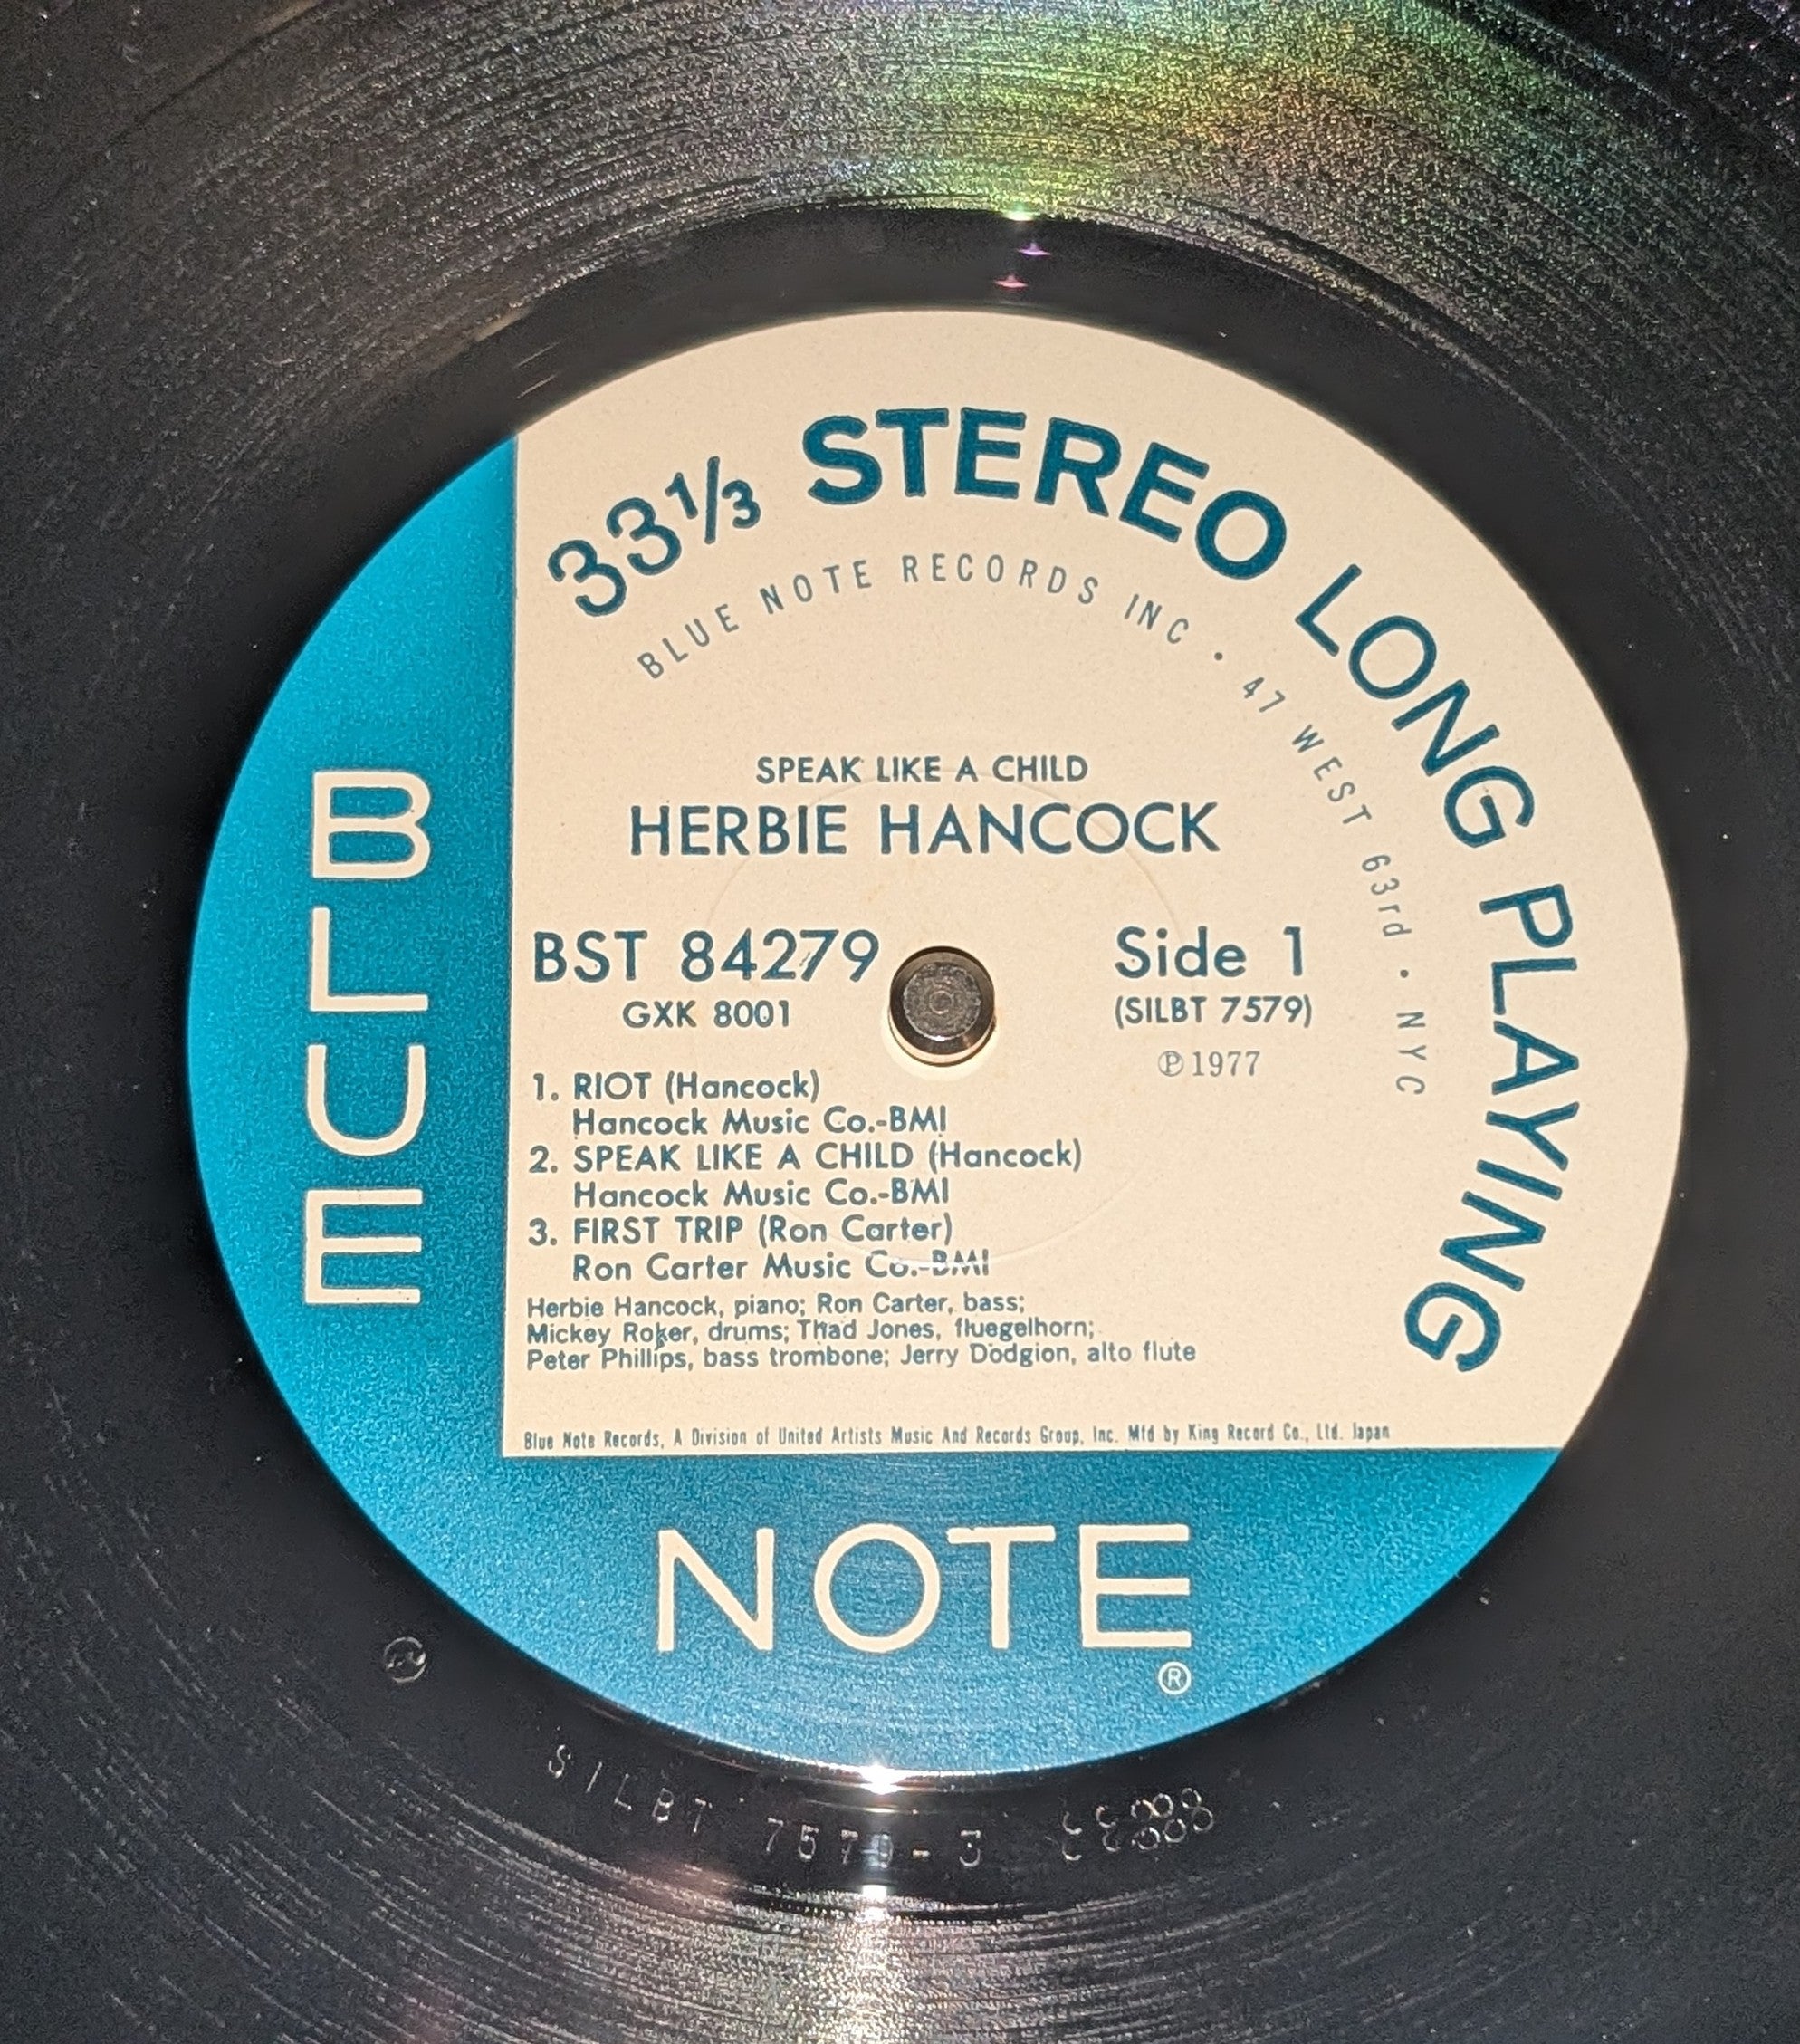 33⅓ STEREO LONG PLAYING
BLUE NOTE RECORDS INC · 47 WEST 63rd · NYC
SPEAK LIKE A CHILD
HERBIE HANCOCK
BST 84279
GXK 8001
Side 1
(SILBT 7579)
℗1977
1. RIOT (Hancock)
Hancock Music Co.-BMI
2. SPEAK LIKE A CHILD (Hancock)
Hancock Music Co.-BMI
3. FIRST TRIP (Ron Carter)
Ron Carter Music Co.-BMI
Herbie Hancock, piano; Ron Carter, bass;
Mickey Roker, drums; Thad Jones, fluegelhorn;
Peter Phillips, bass trombone; Jerry Dodgion, alto flute
Blue Note Records, A Division of United Artists Music And Records Group, Inc. Mfd by King Record Co., Ltd. Japan
BLUE
NOTE
®
SILBT 7579-3